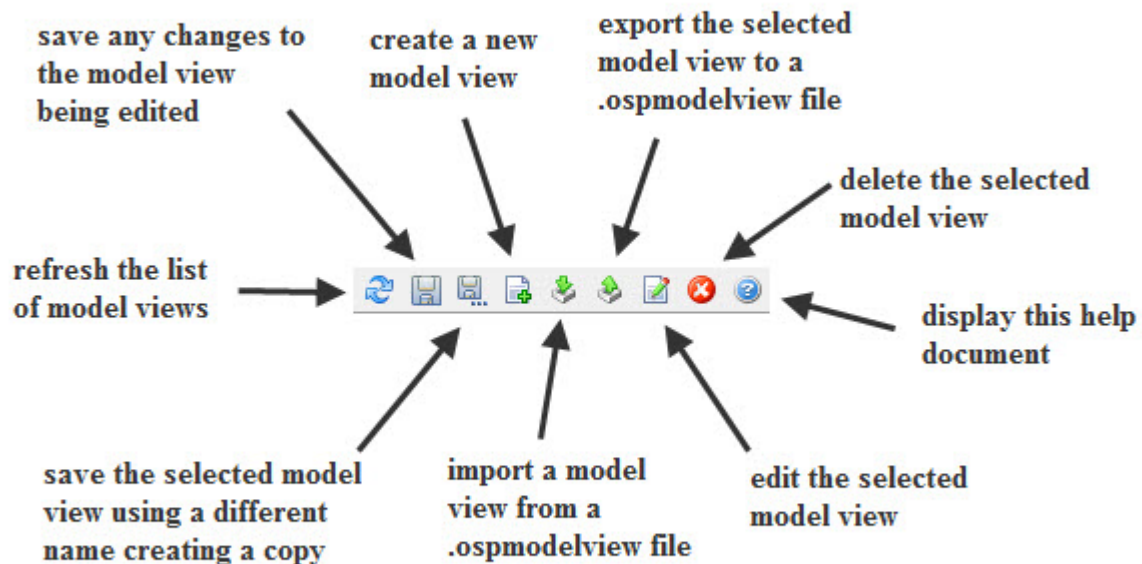 save any changes to
the model view
being edited
create a new
model view
export the selected
model view to a
.ospmodelview file
delete the selected
model view
refresh the list
of model views
display this help
document
save the selected model
view using a different
name creating a copy
import a model
view from a
.ospmodelview file
edit the selected
model view